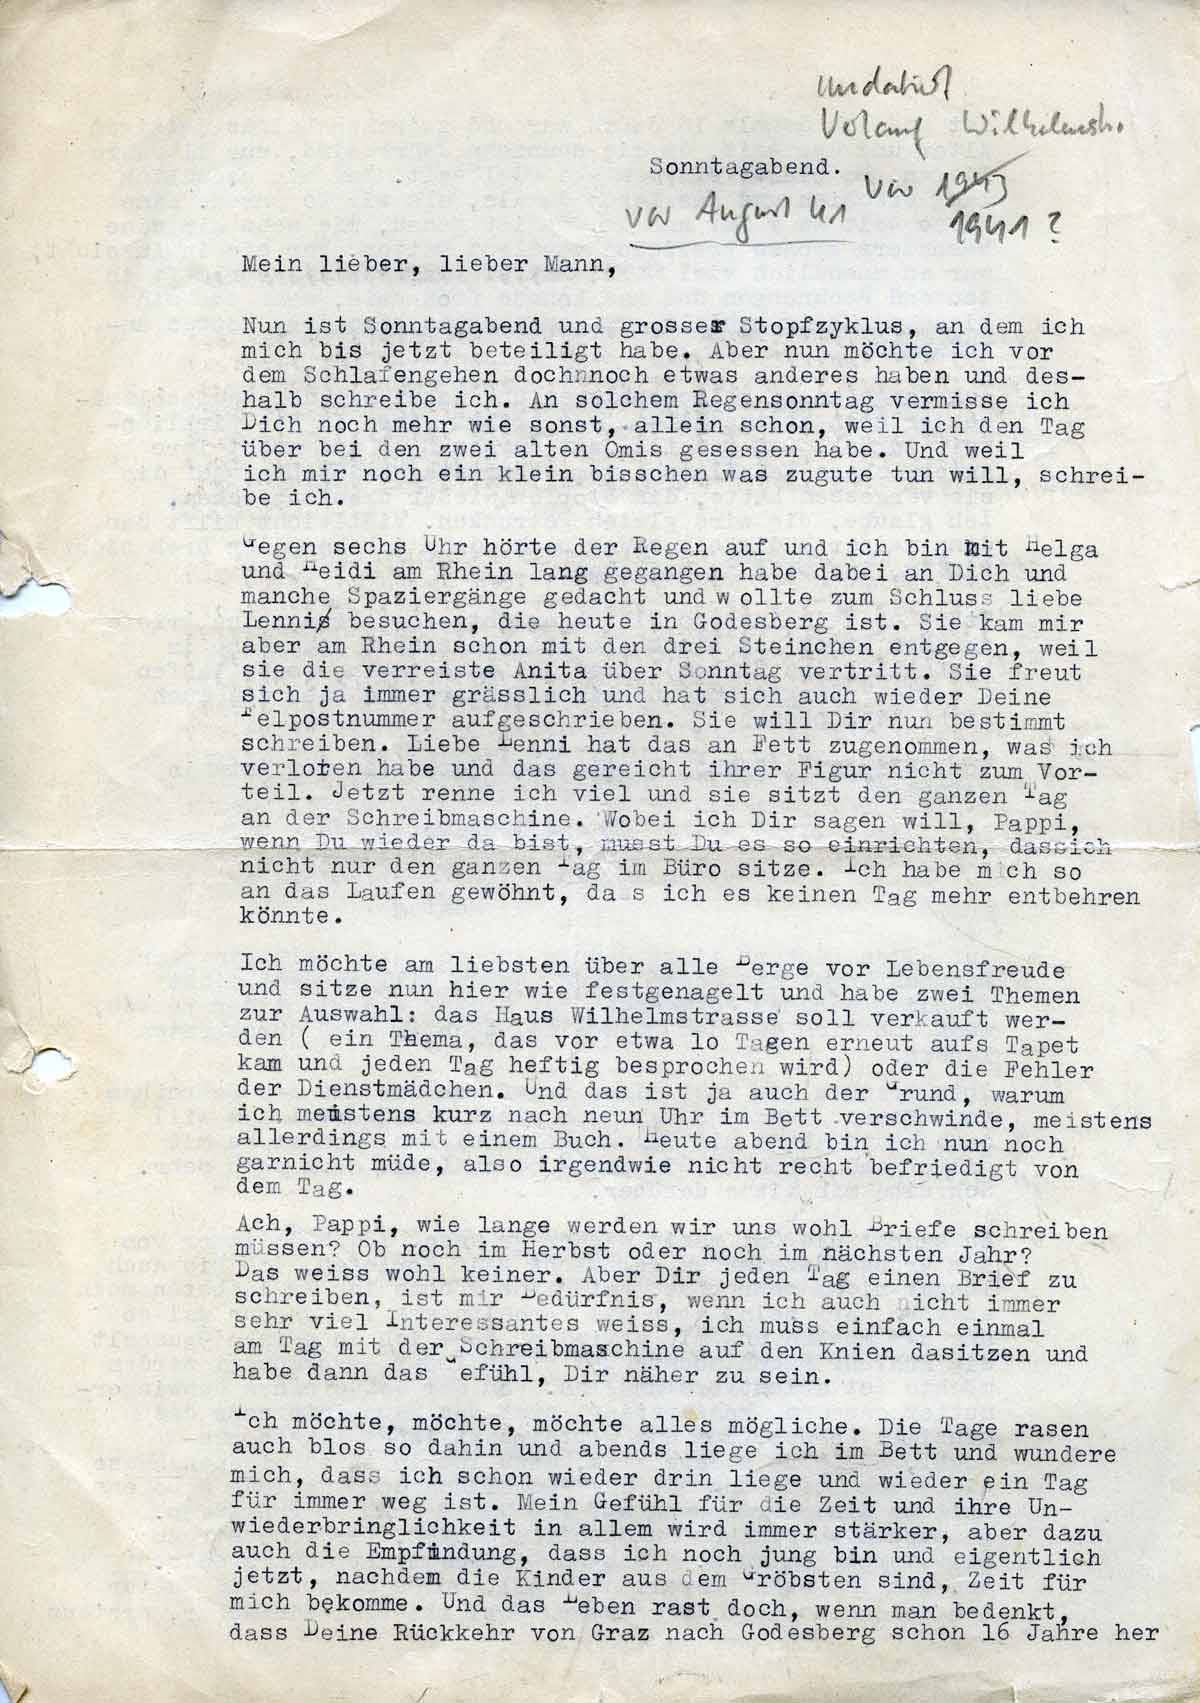 undatiert
Verkauf Wilhelmstr.
Sonntagabend.
vor 1943
vor August 41
1941?
Mein lieber, lieber Mann,
Nun ist Sonntagabend und grosser Stopfzyklus, an dem ich
mich bis jetzt beteiligt habe. Aber nun möchte ich vor
dem Schlafengehen dochnnoch etwas anderes haben und des-
halb schreibe ich. An solchem Regensonntag vermisse ich
Dich noch mehr wie sonst, allein schon, weil ich den Tag
über bei den zwei alten Omis gesessen habe. Und weil
ich mir noch ein klein bisschen was zugute tun will, schrei-
be ich.
Gegen sechs Uhr hörte der Regen auf und ich bin mit Helga
und Heidi am Rhein lang gegangen habe dabei an Dich und
manche Spaziergänge gedacht und w ollte zum Schluss liebe
Lenni besuchen, die heute in Godesberg ist. Sie kam mir
aber am Rhein schon mit den drei Steinchen entgegen, weil
sie die verreiste Anita über Sonntag vertritt. Sie freut
sich ja immer grässlich und hat sich auch wieder Deine
Felpostnummer aufgeschrieben. Sie will Dir nun bestimmt
schreiben. Liebe Lenni hat das an Fett zugenommen, was ich
verloren habe und das gereicht ihrer Figur nicht zum Vor-
teil. Jetzt renne ich viel und sie sitzt den ganzen Tag
an der Schreibmaschine. Wobei ich Dir sagen will, Pappi,
wenn Du wieder da bist, musst Du es so einrichten, dassich
nicht nur den ganzen Tag im Büro sitze. Ich habe mich so
an das Laufen gewöhnt, da s ich es keinen Tag mehr entbehren
könnte.
Ich möchte am liebsten über alle Berge vor Lebensfreude
und sitze nun hier wie festgenagelt und habe zwei Themen
zur Auswahl: das Haus Wilhelmstrasse soll verkauft wer-
den ( ein Thema, das vor etwa 10 Tagen erneut aufs Tapet
kam und jeden Tag heftig besprochen wird) oder die Fehler
der Dienstmädchen. Und das ist ja auch der Grund, warum
ich meistens kurz nach neun Uhr im Bett verschwinde, meistens
allerdings mit einem Buch. Heute abend bin ich nun noch
garnicht müde, also irgendwie nicht recht befriedigt von
dem Tag.
Ach, Pappi, wie lange werden wir uns wohl Briefe schreiben
müssen? Ob noch im Herbst oder noch im nächsten Jahr?
Das weiss wohl keiner. Aber Dir jeden Tag einen Brief zu
schreiben, ist mir Bedürfnis, wenn ich auch nicht immer
sehr viel Interessantes weiss, ich muss einfach einmal
am Tag mit der Schreibmaschine auf den Knien dasitzen und
habe dann das Gefühl, Dir näher zu sein.
Ich möchte, möchte, möchte alles mögliche. Die Tage rasen
auch blos so dahin und abends liege ich im Bett und wundere
mich, dass ich schon wieder drin liege und wieder ein Tag
für immer weg ist. Mein Gefühl für die Zeit und ihre Un-
wiederbringlichkeit in allem wird immer stärker, aber dazu
auch die Empfindung, dass ich noch jung bin und eigentlich
jetzt, nachdem die Kinder aus dem Gröbsten sind, Zeit für
mich bekomme. Und das Leben rast doch, wenn man bedenkt,
dass Deine Rückkehr von Graz nach Godesberg schon 16 Jahre her